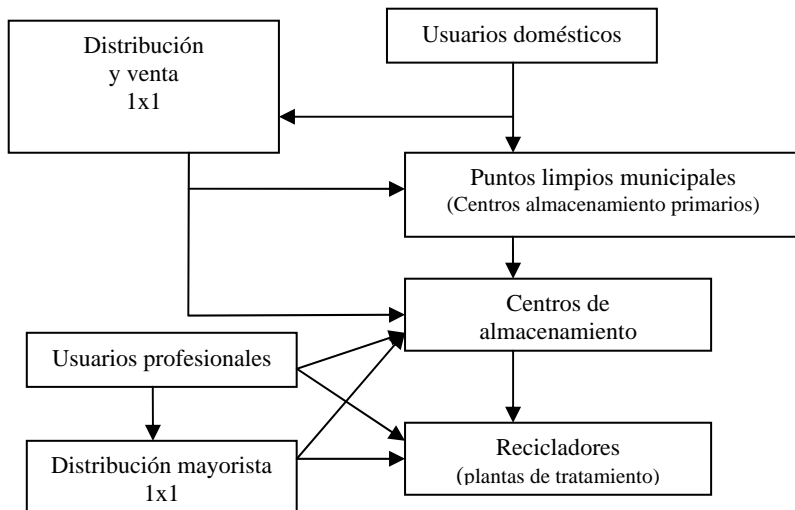 Distribución
y venta
1x1
Usuarios domésticos
Puntos limpios municipales
(Centros almacenamiento primarios)
Centros de
almacenamiento
Usuarios profesionales
Distribución mayorista
1x1
Recicladores
(plantas de tratamiento)